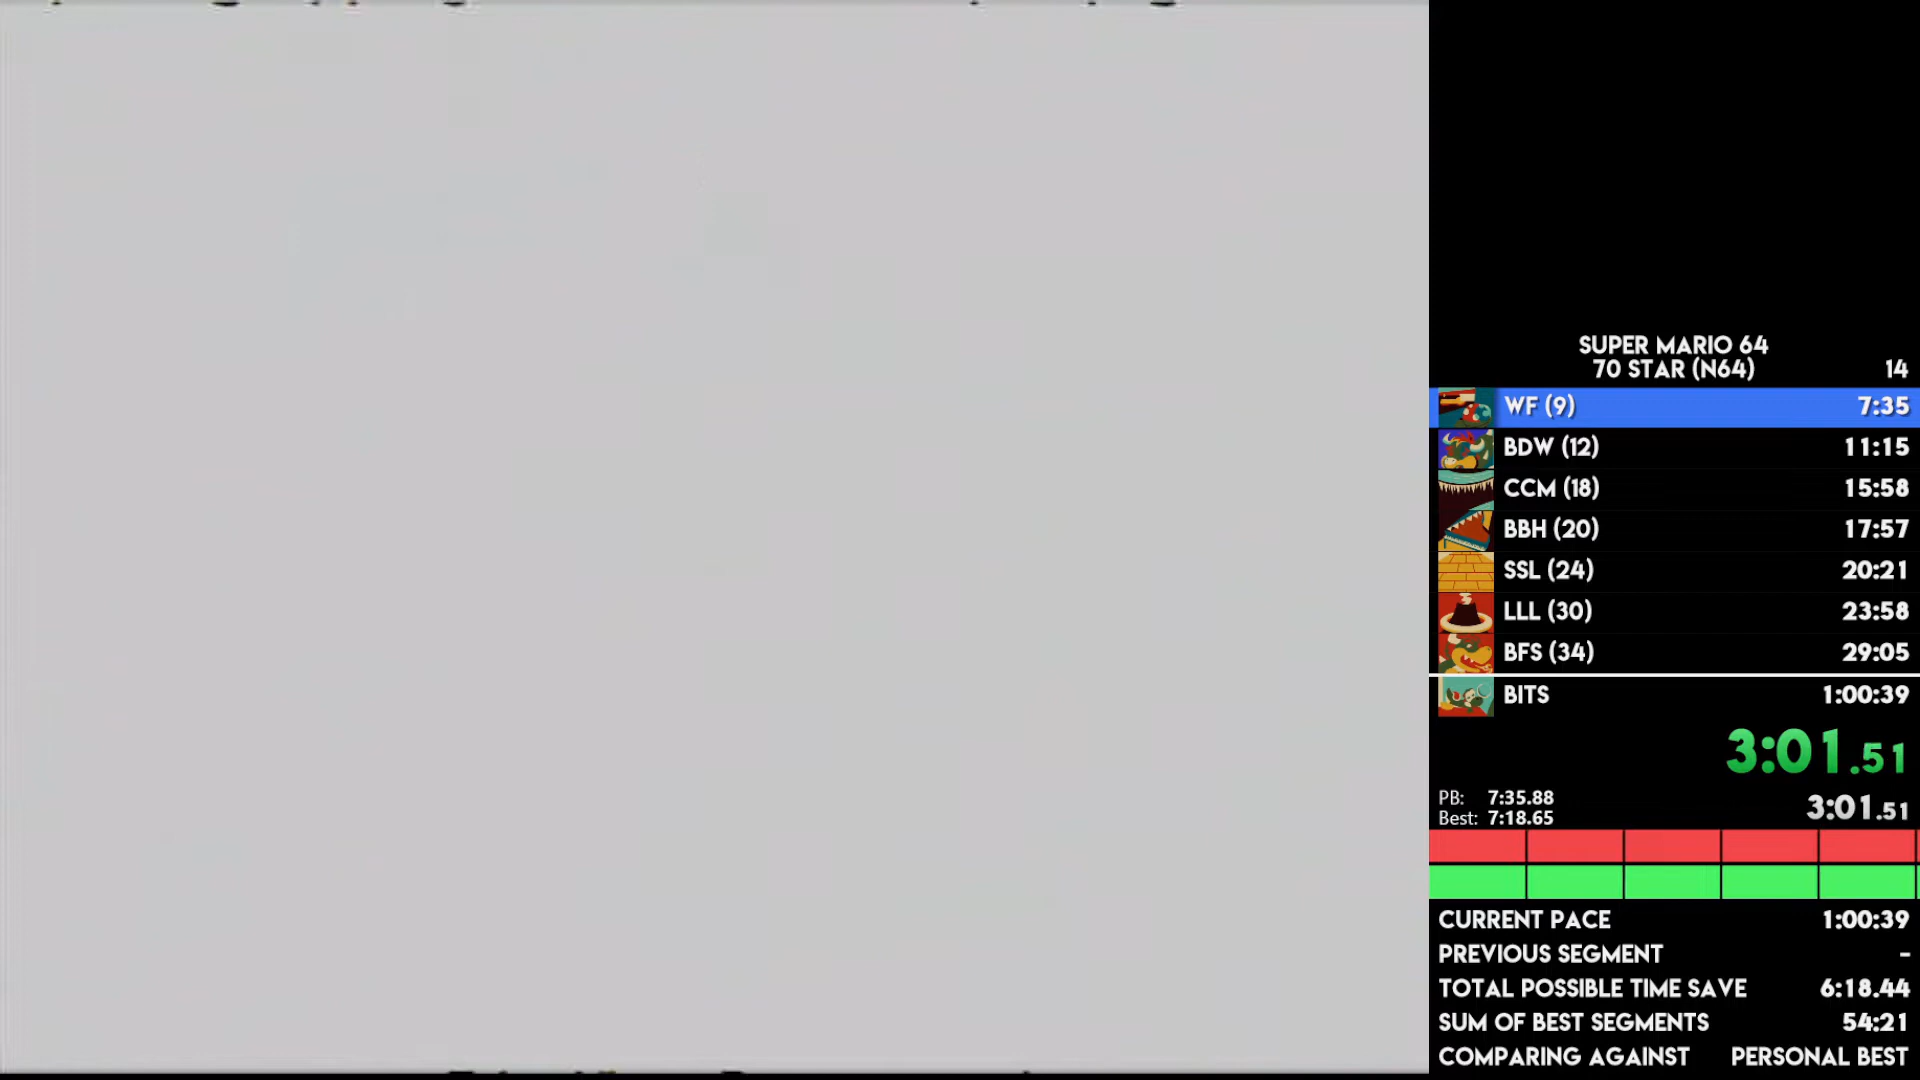 SUPER MARIO 64
70 STAR (N64) 14
WF (9) 7:35
BDW (12) 11:15
CCM (18) 15:58
BBH (20) 17:57
SSL (24) 20:21
LLL (30) 23:58
BFS (34) 29:05
BITS 1:00:39
3:01.51
PB: 7:35.88
Best: 7:18.65
3:01.51
CURRENT PACE 1:00:39
PREVIOUS SEGMENT -
TOTAL POSSIBLE TIME SAVE 6:18.44
SUM OF BEST SEGMENTS 54:21
COMPARING AGAINST PERSONAL BEST